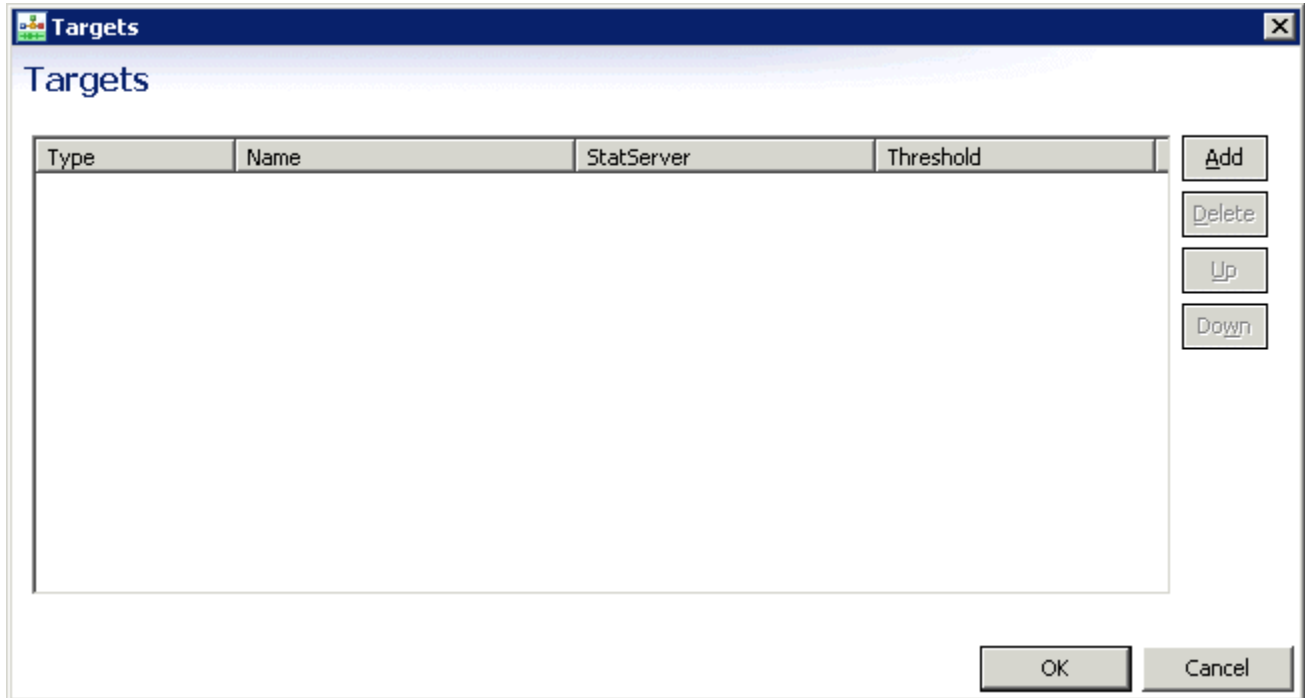 Targets
Targets
Type Name StatServer Threshold
Add
Delete
Up
Down
OK Cancel